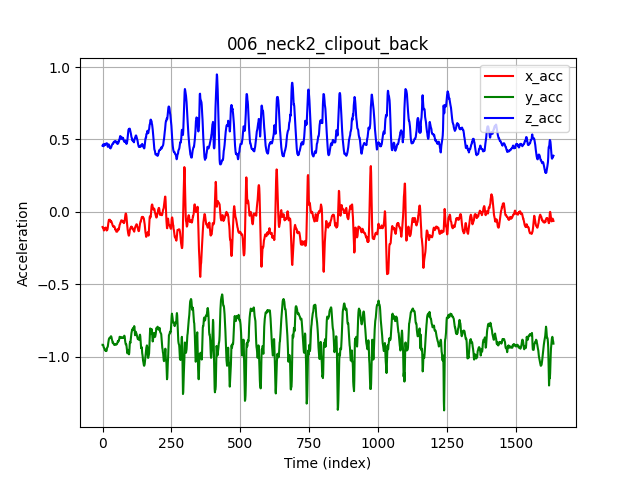 006_neck2_clipout_back
x_acc
y_acc
z_acc
1.0
0.5
0.0
−0.5
−1.0
Acceleration
0 250 500 750 1000 1250 1500
Time (index)